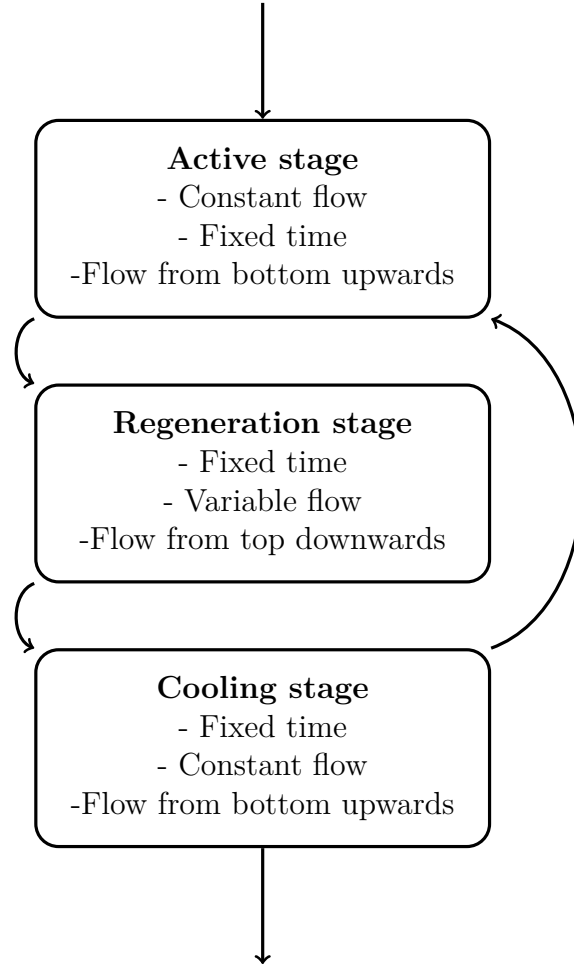 Active stage
- Constant flow
- Fixed time
-Flow from bottom upwards
Regeneration stage
- Fixed time
- Variable flow
-Flow from top downwards
Cooling stage
- Fixed time
- Constant flow
-Flow from bottom upwards